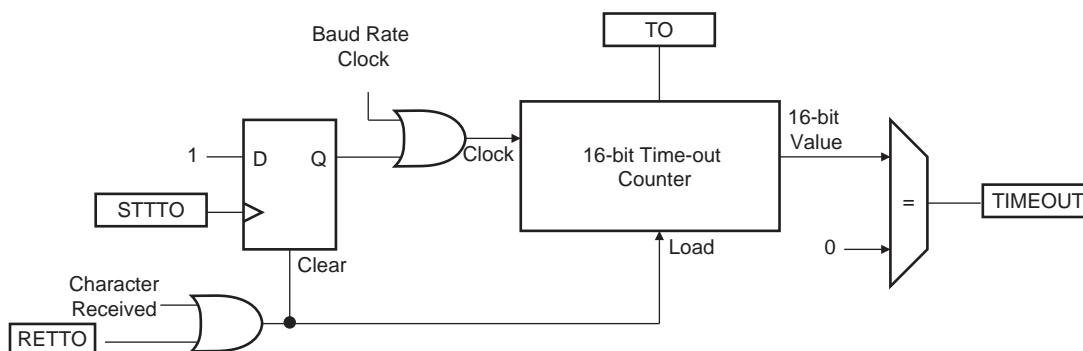 TO
Baud Rate
Clock
1
D
Q
Clock
16-bit Time-out
Counter
16-bit
Value
=
TIMEOUT
STTTO
Clear
Load
0
Character
Received
RETTO